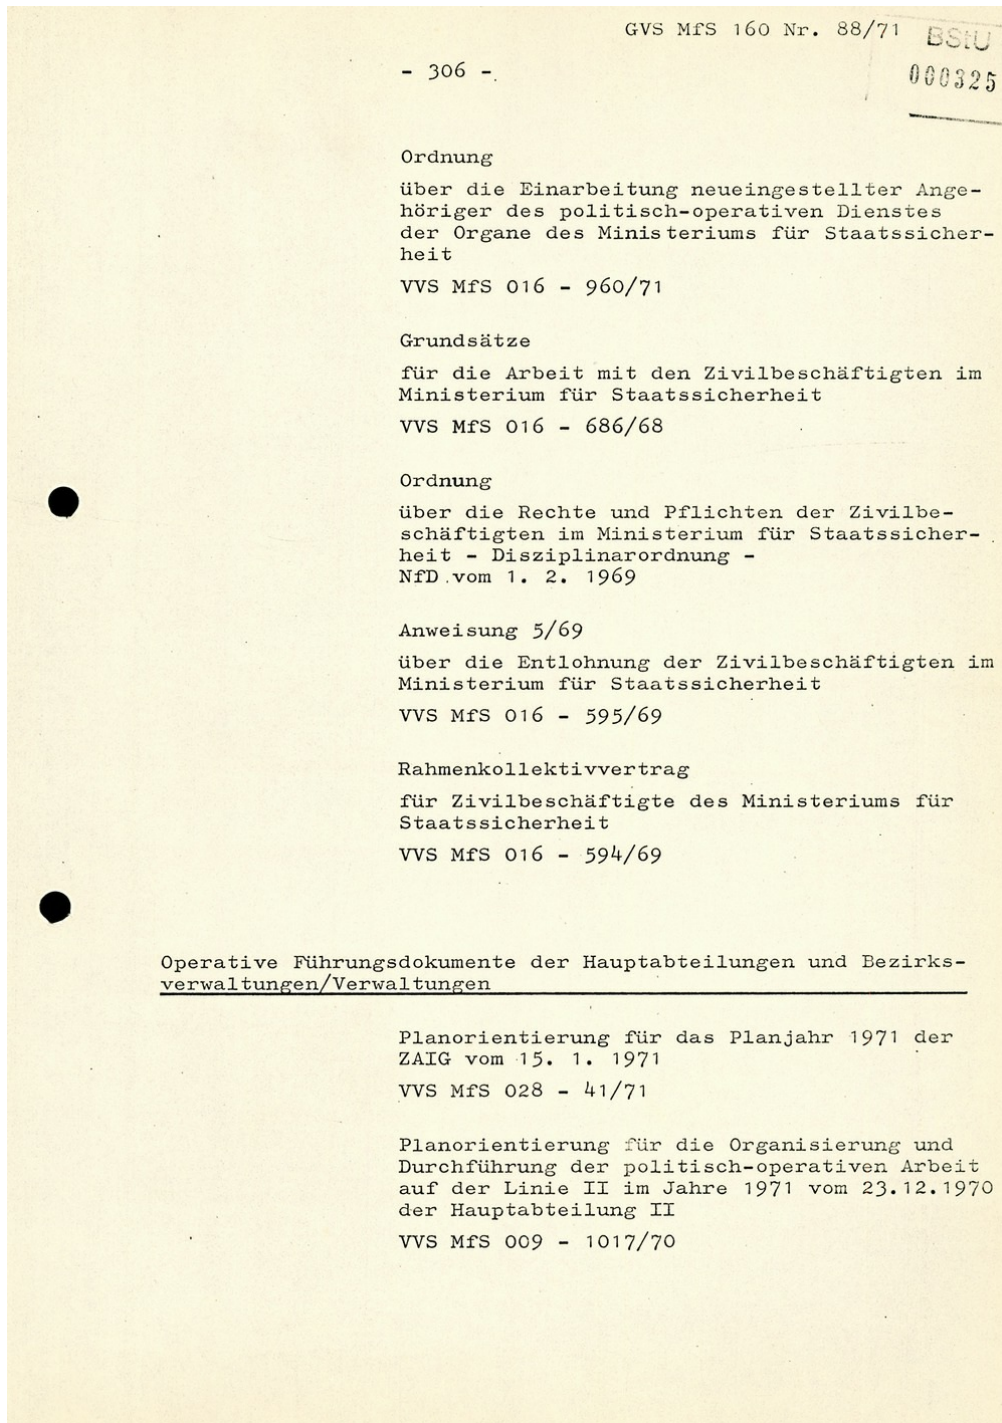 GVS MfS 160 Nr. 88/71
BStU
000325
- 306 -
Ordnung
über die Einarbeitung neueingestellter Ange-
höriger des politisch-operativen Dienstes
der Organe des Ministeriums für Staatssicher-
heit
VVS MfS 016 - 960/71
Grundsätze
für die Arbeit mit den Zivilbeschäftigten im
Ministerium für Staatssicherheit
VVS MfS 016 - 686/68
Ordnung
über die Rechte und Pflichten der Zivilbe-
schäftigten im Ministerium für Staatssicher-
heit - Disziplinarordnung -
NfD vom 1. 2. 1969
Anweisung 5/69
über die Entlohnung der Zivilbeschäftigten im
Ministerium für Staatssicherheit
VVS MfS 016 - 595/69
Rahmenkollektivvertrag
für Zivilbeschäftigte des Ministeriums für
Staatssicherheit
VVS MfS 016 - 594/69
Operative Führungsdokumente der Hauptabteilungen und Bezirks-
verwaltungen/Verwaltungen
Planorientierung für das Planjahr 1971 der
ZAIG vom 15. 1. 1971
VVS MfS 028 - 41/71
Planorientierung für die Organisierung und
Durchführung der politisch-operativen Arbeit
auf der Linie II im Jahre 1971 vom 23.12.1970
der Hauptabteilung II
VVS MfS 009 - 1017/70